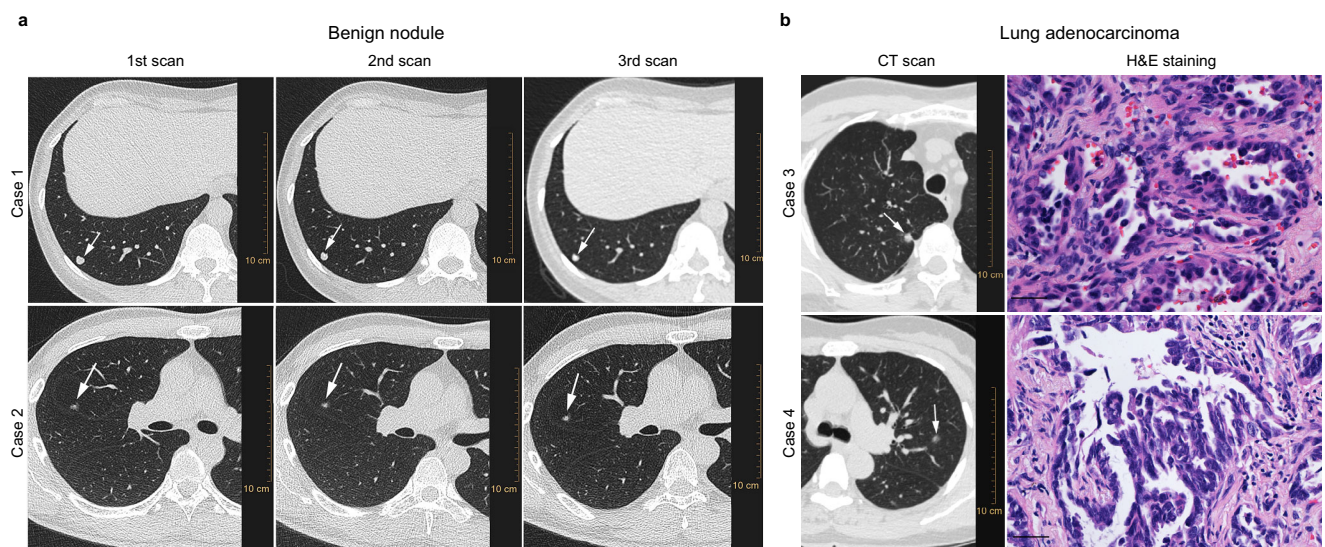 a
Benign nodule
1st scan
2nd scan
3rd scan
Case 1
10 cm
10 cm
10 cm
Case 2
10 cm
10 cm
10 cm
b
Lung adenocarcinoma
CT scan
H&E staining
Case 3
10 cm
Case 4
10 cm